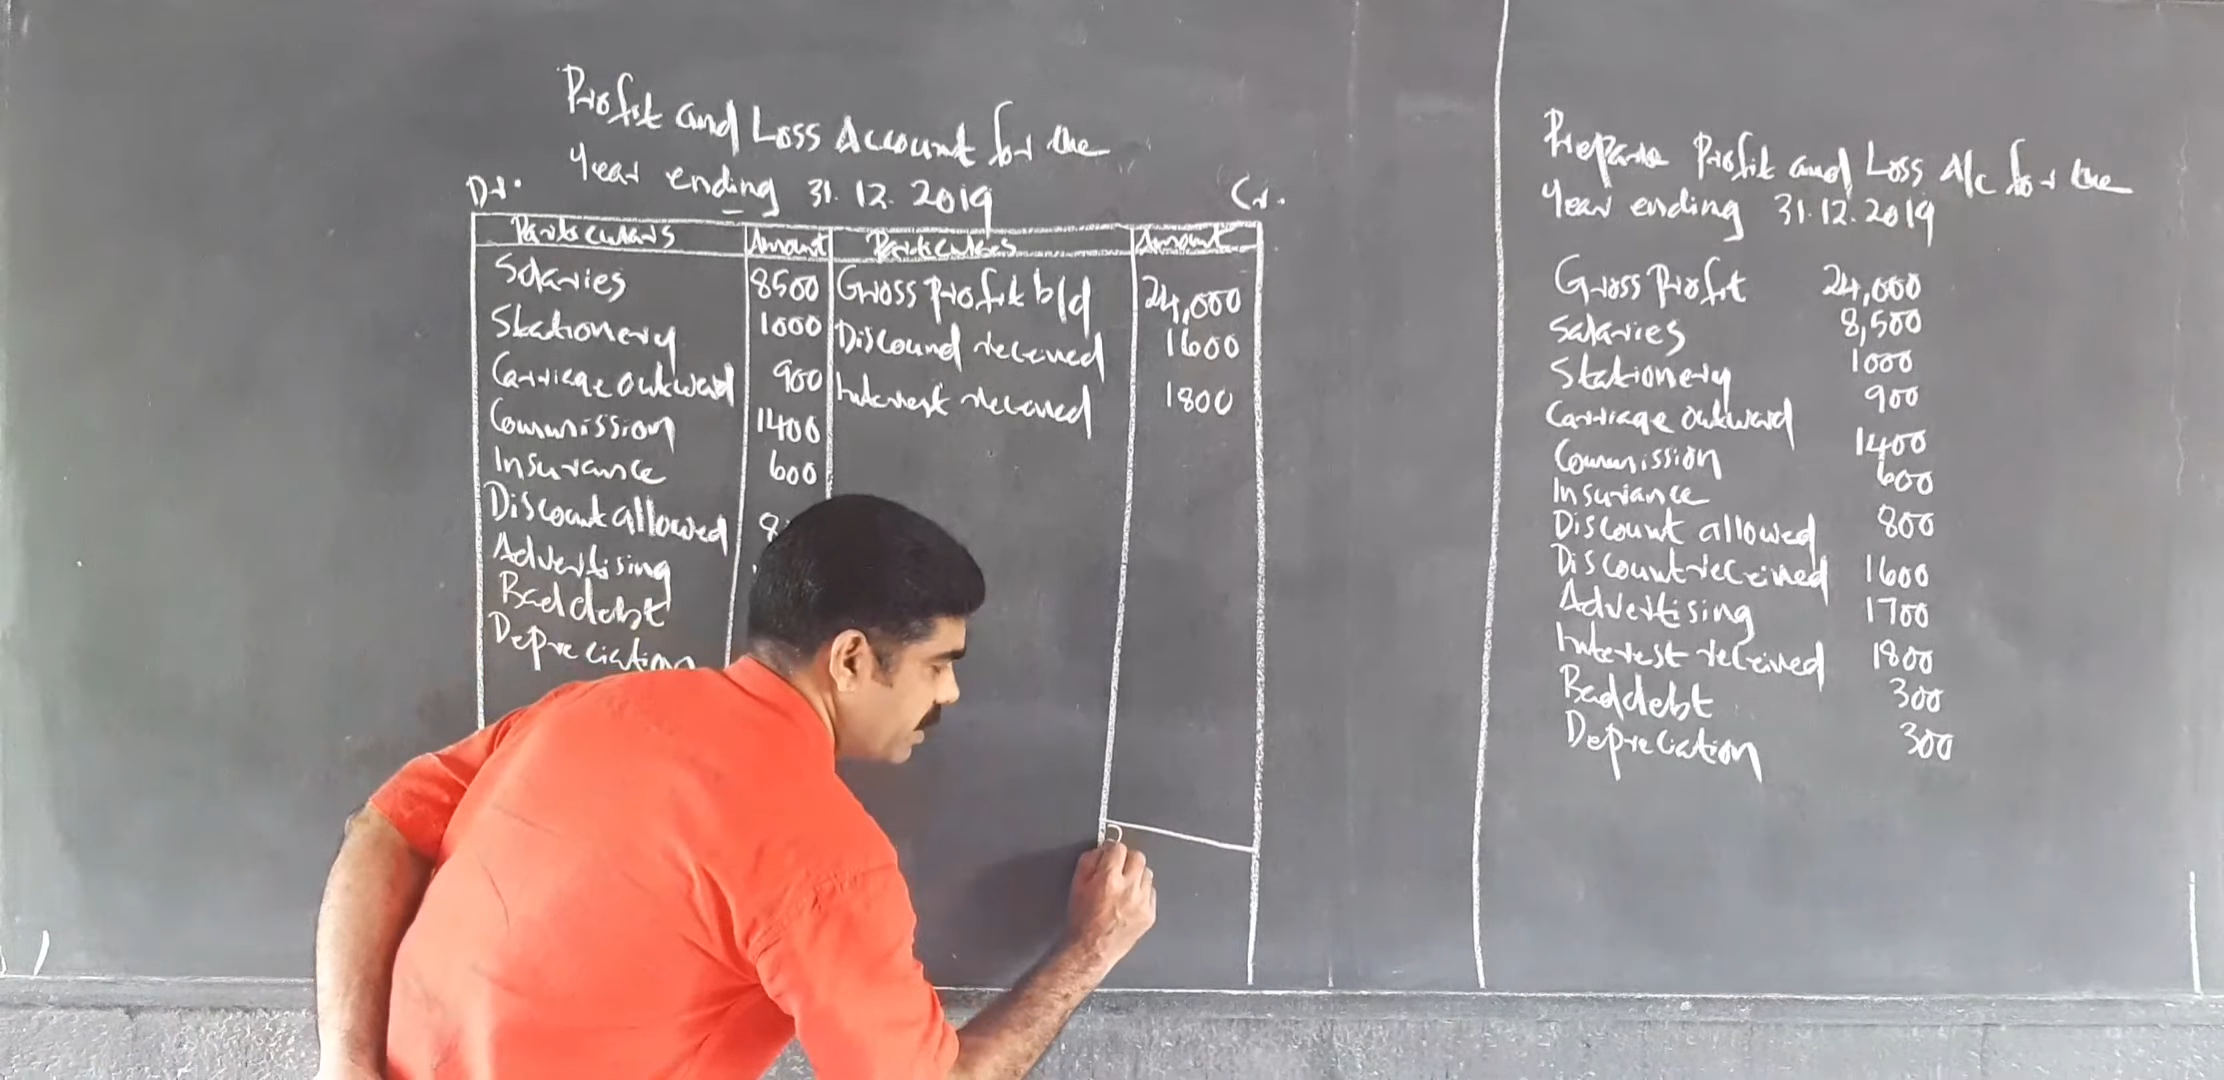 Profit and Loss Account for the
Year ending 31.12.2019
Dr. Cr.
Particulars Amount Particulars Amount
Salaries 8500 Gross profit b/d 24,000
Stationery 1000 Discound received 1600
Carriage outward 900 Interest received 1800
Commission 1400
Insurance 600
Discount allowed 8
Advertising
Bad debt
Depreciation
Prepare Profit and Loss A/c for the
Year ending 31.12.2019
Gross Profit 24,000
Salaries 8,500
Stationery 1000
Carriage outward 900
Commission 1400
Insurance 600
Discount allowed 800
Discount received 1600
Advertising 1700
Interest received 1800
Bad debt 300
Depreciation 300